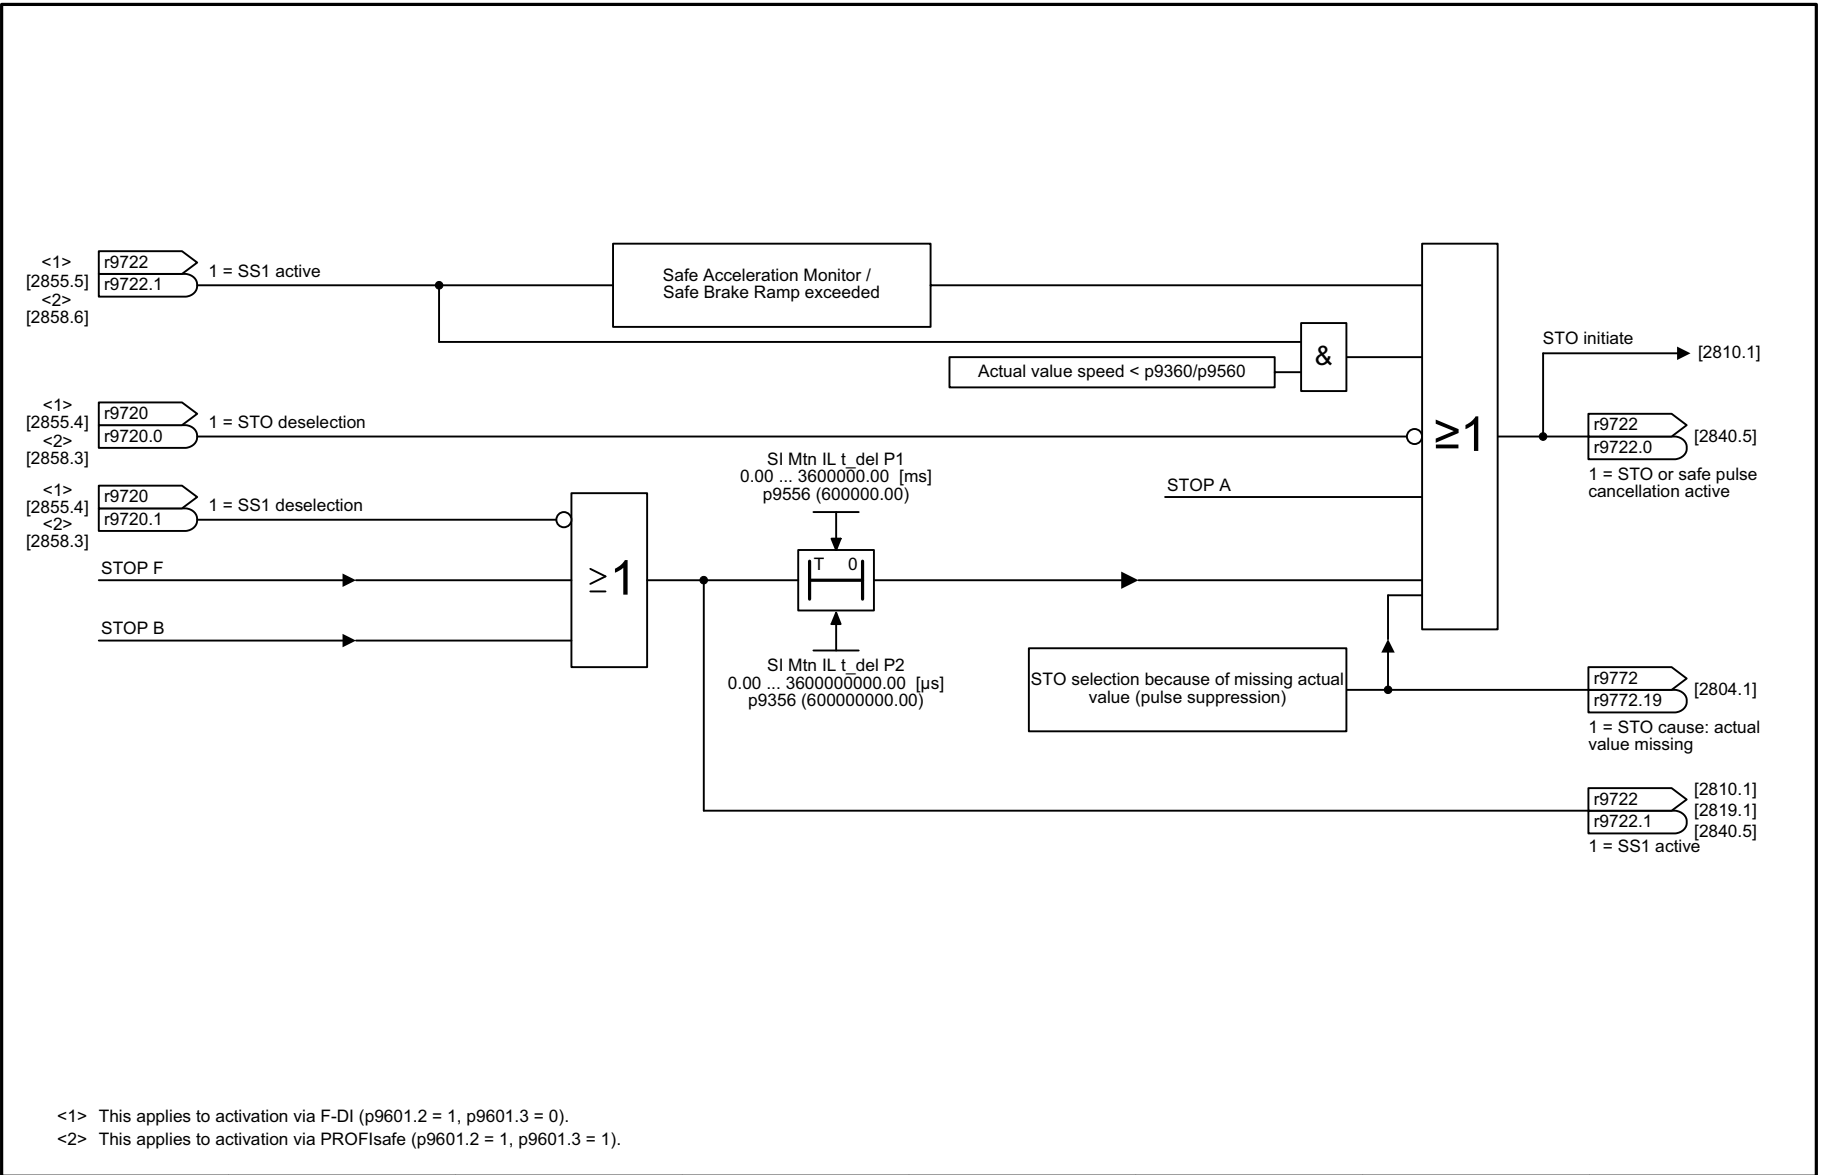 <1>
[2855.5]
<2>
[2858.6]
r9722
r9722.1
1 = SS1 active
Safe Acceleration Monitor /
Safe Brake Ramp exceeded
&
Actual value speed < p9360/p9560
STO initiate
[2810.1]
<1>
[2855.4]
<2>
[2858.3]
r9720
r9720.0
1 = STO deselection
≥1
r9722
r9722.0
[2840.5]
1 = STO or safe pulse
cancellation active
SI Mtn IL t_del P1
0.00 ... 3600000.00 [ms]
p9556 (600000.00)
STOP A
<1>
[2855.4]
<2>
[2858.3]
r9720
r9720.1
1 = SS1 deselection
STOP F
STOP B
≥1
T 0
SI Mtn IL t_del P2
0.00 ... 3600000000.00 [µs]
p9356 (600000000.00)
STO selection because of missing actual
value (pulse suppression)
r9772
r9772.19
[2804.1]
1 = STO cause: actual
value missing
r9722
r9722.1
[2810.1]
[2819.1]
[2840.5]
1 = SS1 active
<1> This applies to activation via F-DI (p9601.2 = 1, p9601.3 = 0).
<2> This applies to activation via PROFIsafe (p9601.2 = 1, p9601.3 = 1).